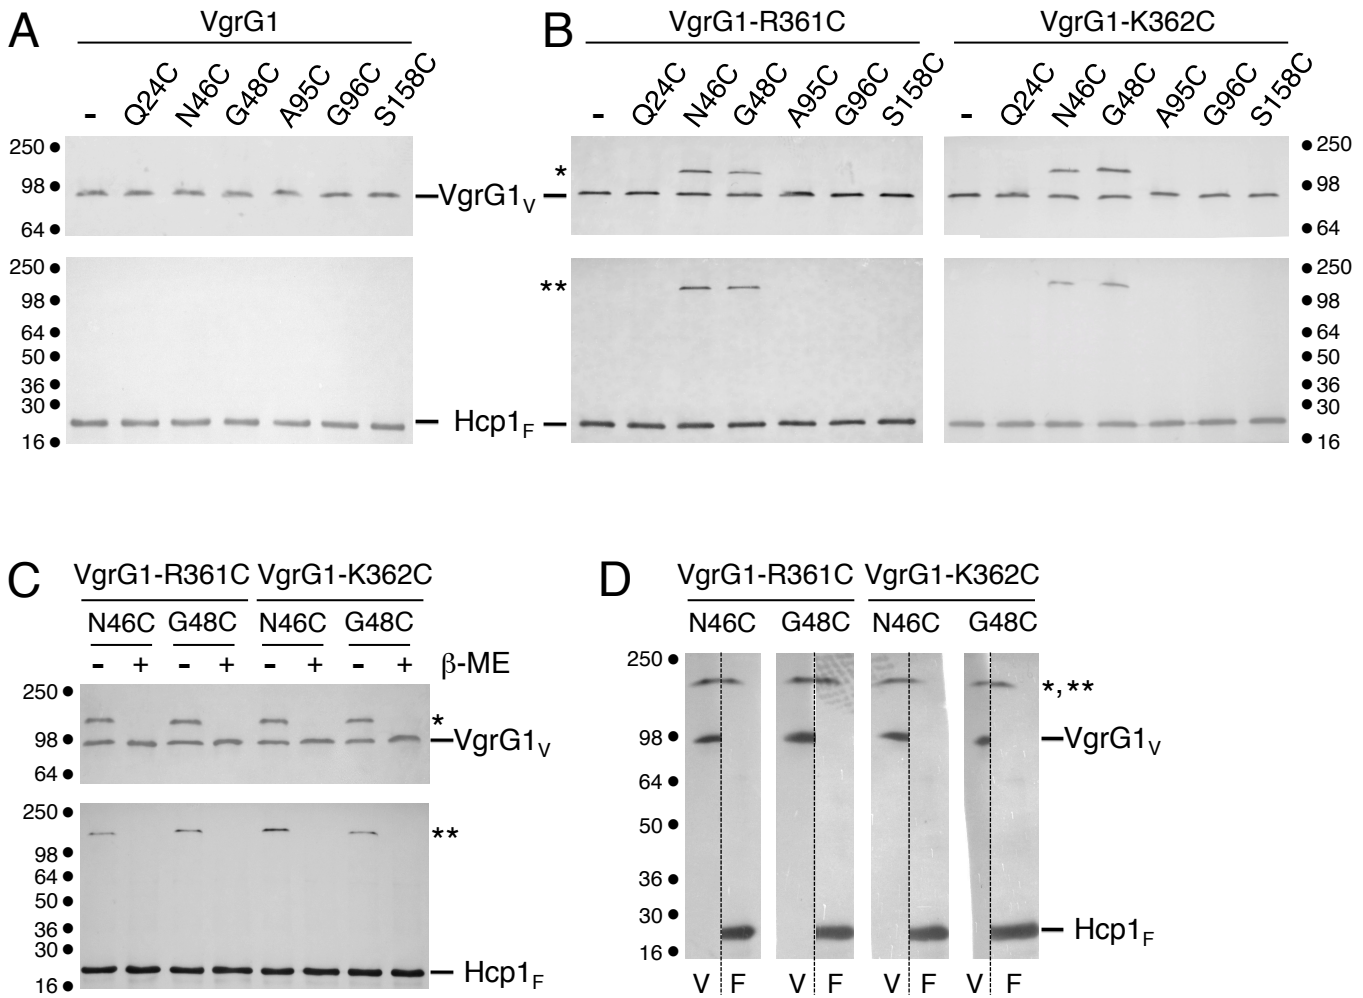 A
VgrG1
- Q24C N46C G48C A95C G96C S158C
250
98
64
VgrG1V
250
98
64
50
36
30
16
Hcp1F
B
VgrG1-R361C
VgrG1-K362C
- Q24C N46C G48C A95C G96C S158C
- Q24C N46C G48C A95C G96C S158C
*
**
250
98
64
250
98
64
50
36
30
16
C
VgrG1-R361C VgrG1-K362C
N46C G48C N46C G48C
- + - + - + - + β-ME
250
98
64
*
VgrG1V
250
98
64
50
36
30
16
**
Hcp1F
D
VgrG1-R361C VgrG1-K362C
N46C G48C N46C G48C
250
98
64
50
36
30
16
*,**
VgrG1V
Hcp1F
V F V F V F V F